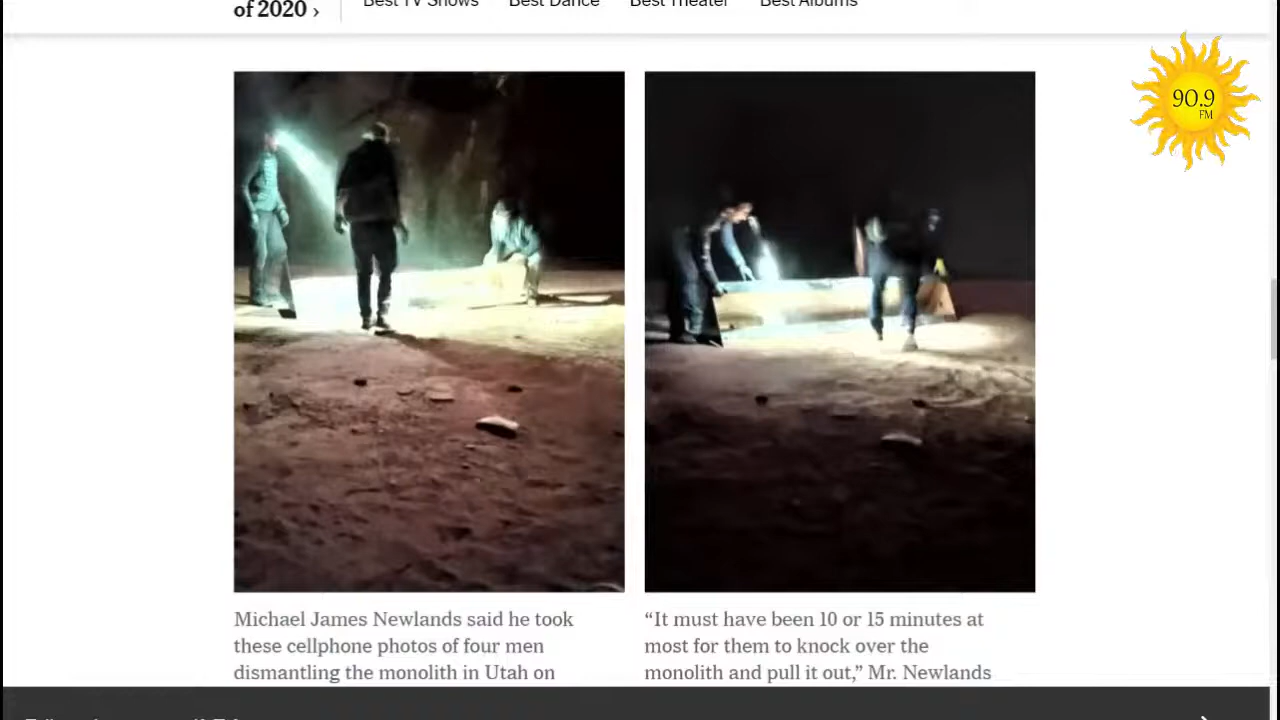 of 2020 ›
Best TV Shows Best Dance Best Theater Best Albums
90.9
FM
Michael James Newlands said he took
these cellphone photos of four men
dismantling the monolith in Utah on
“It must have been 10 or 15 minutes at
most for them to knock over the
monolith and pull it out,” Mr. Newlands